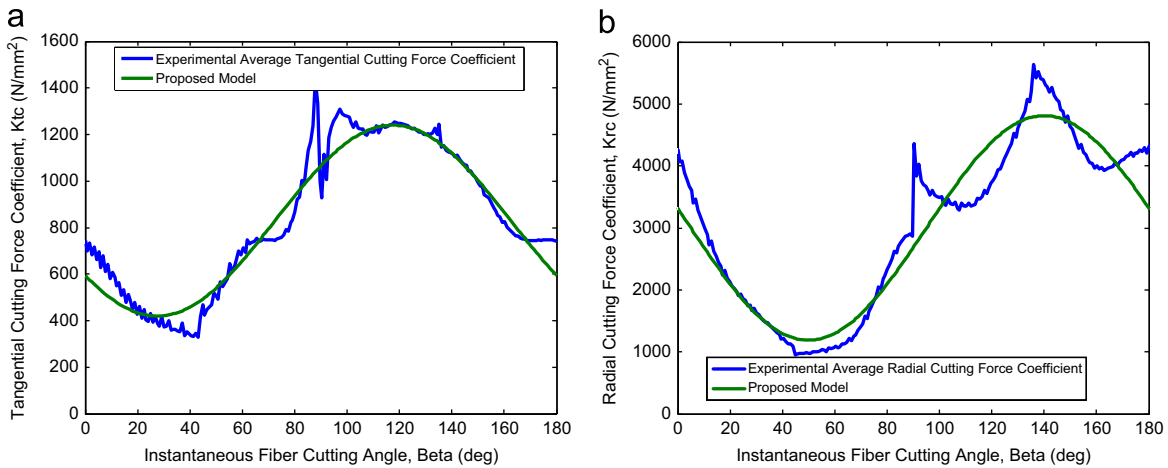 a
1600
1400
1200
1000
800
600
400
200
0
Tangential Cutting Force Coefficient, Ktc (N/mm²)
Experimental Average Tangential Cutting Force Coefficient
Proposed Model
0 20 40 60 80 100 120 140 160 180
Instantaneous Fiber Cutting Angle, Beta (deg)
b
6000
5000
4000
3000
2000
1000
0
Radial Cutting Force Ceofficient, Krc (N/mm²)
Experimental Average Radial Cutting Force Coefficient
Proposed Model
0 20 40 60 80 100 120 140 160 180
Instantaneous Fiber Cutting Angle, Beta (deg)